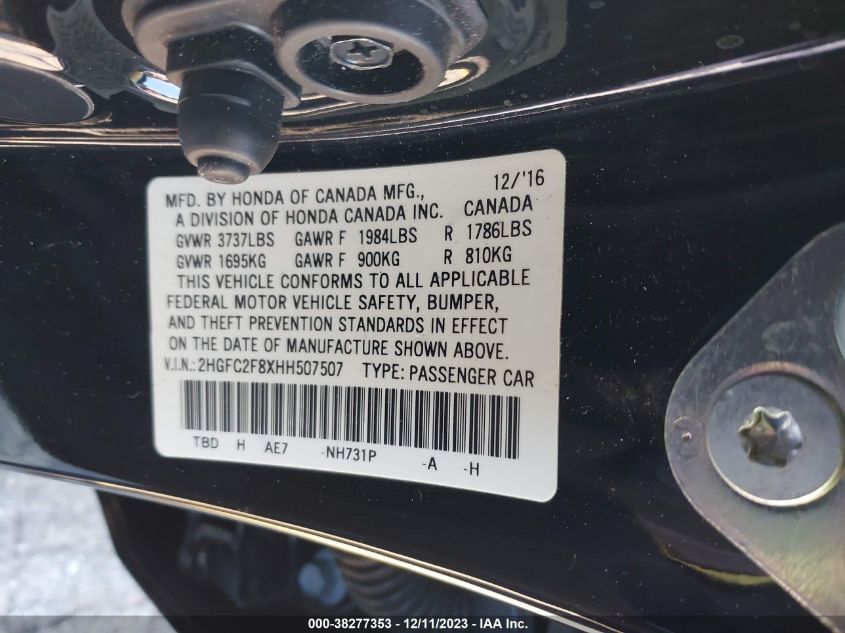 MFD. BY HONDA OF CANADA MFG., 12/'16
A DIVISION OF HONDA CANADA INC. CANADA
GVWR 3737LBS GAWR F 1984LBS R 1786LBS
GVWR 1695KG GAWR F 900KG R 810KG
THIS VEHICLE CONFORMS TO ALL APPLICABLE
FEDERAL MOTOR VEHICLE SAFETY, BUMPER,
AND THEFT PREVENTION STANDARDS IN EFFECT
ON THE DATE OF MANUFACTURE SHOWN ABOVE.
V.I.N.: 2HGFC2F8XHH507507 TYPE: PASSENGER CAR
TBD H AE7 -NH731P -A -H
000-38277353 - 12/11/2023 - IAA Inc.